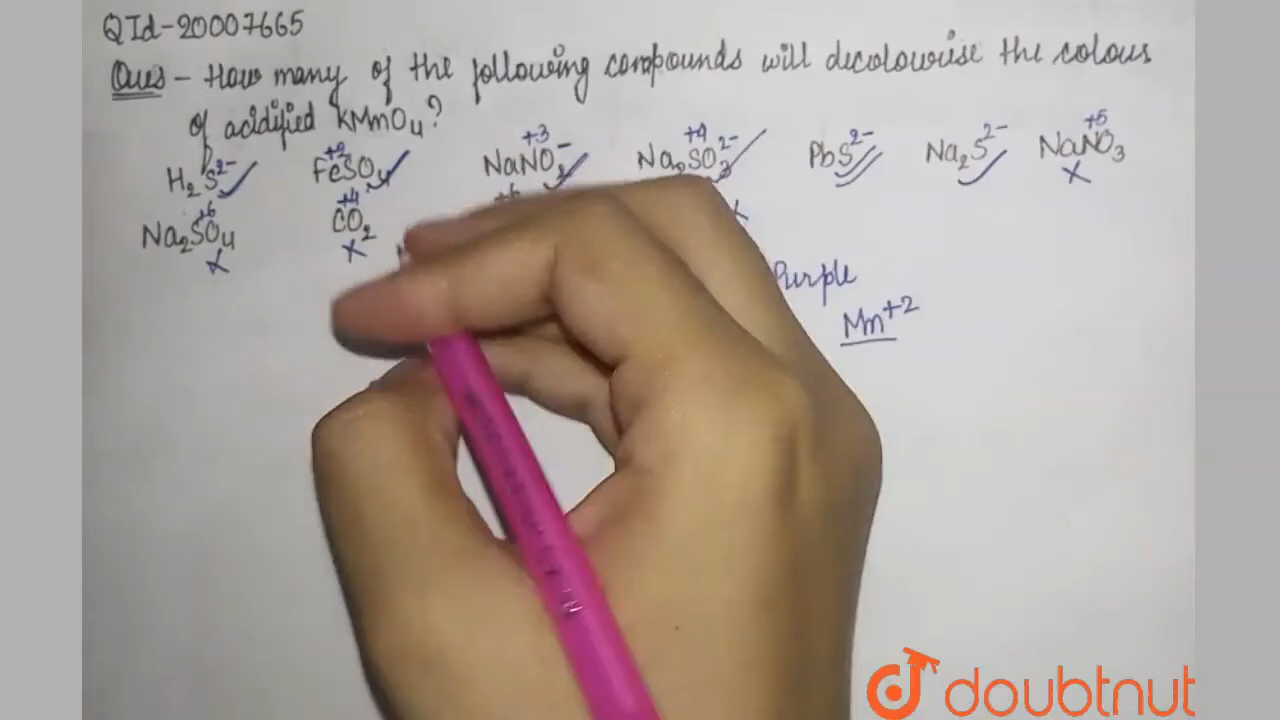 QId-20007665
Ques - How many of the following compounds will decolourise the colour
of acidified KMnO4?
+2 +3 +4 +5
H2S2- FeSO4 NaNO2- Na2SO32- PbS2- Na2S2- NaNO3
+6 +4 +6
Na2SO4 CO2
Purple
Mn+2
doubtnut